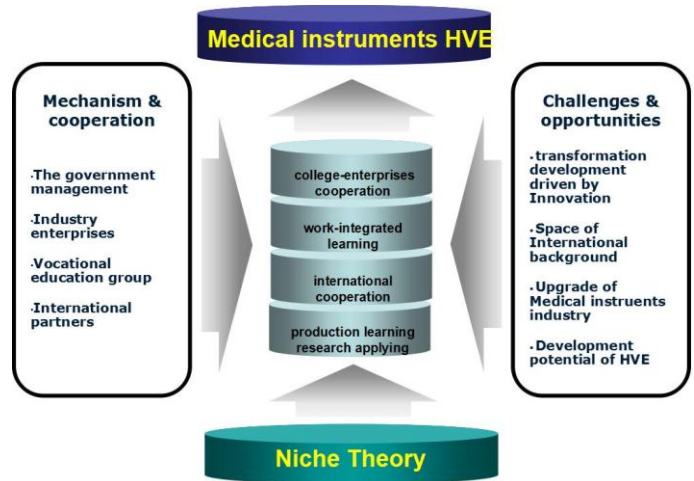 Medical instruments HVE
Mechanism &
cooperation
·The government
management
·Industry
enterprises
·Vocational
education group
·International
partners
college-enterprises
cooperation
work-integrated
learning
international
cooperation
production learning
research applying
Challenges &
opportunities
·transformation
development
driven by
Innovation
·Space of
International
background
·Upgrade of
Medical instruents
industry
·Development
potential of HVE
Niche Theory